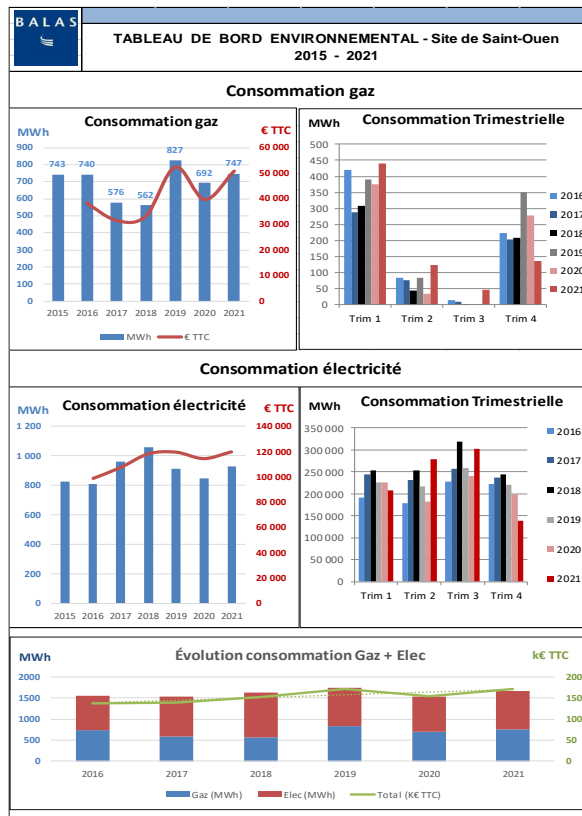 BALAS
TABLEAU DE BORD ENVIRONNEMENTAL - Site de Saint-Ouen
2015 - 2021
Consommation gaz
Consommation gaz
MWh
€ TTC
900
800
700
600
500
400
300
200
100
0
743 740 576 562 827 692 747
60 000
50 000
40 000
30 000
20 000
10 000
0
2015 2016 2017 2018 2019 2020 2021
MWh € TTC
Consommation Trimestrielle
MWh
500
450
400
350
300
250
200
150
100
50
0
Trim 1 Trim 2 Trim 3 Trim 4
2016
2017
2018
2019
2020
2021
Consommation électricité
Consommation électricité
MWh
€ TTC
1 200
1 000
800
600
400
200
0
140 000
120 000
100 000
80 000
60 000
40 000
20 000
0
2015 2016 2017 2018 2019 2020 2021
Consommation Trimestrielle
MWh
350 000
300 000
250 000
200 000
150 000
100 000
50 000
0
Trim 1 Trim 2 Trim 3 Trim 4
2016
2017
2018
2019
2020
2021
Évolution consommation Gaz + Elec
MWh
k€ TTC
2000
1500
1000
500
0
200
150
100
50
0
2016 2017 2018 2019 2020 2021
Gaz (MWh) Elec (MWh) Total (K€ TTC)